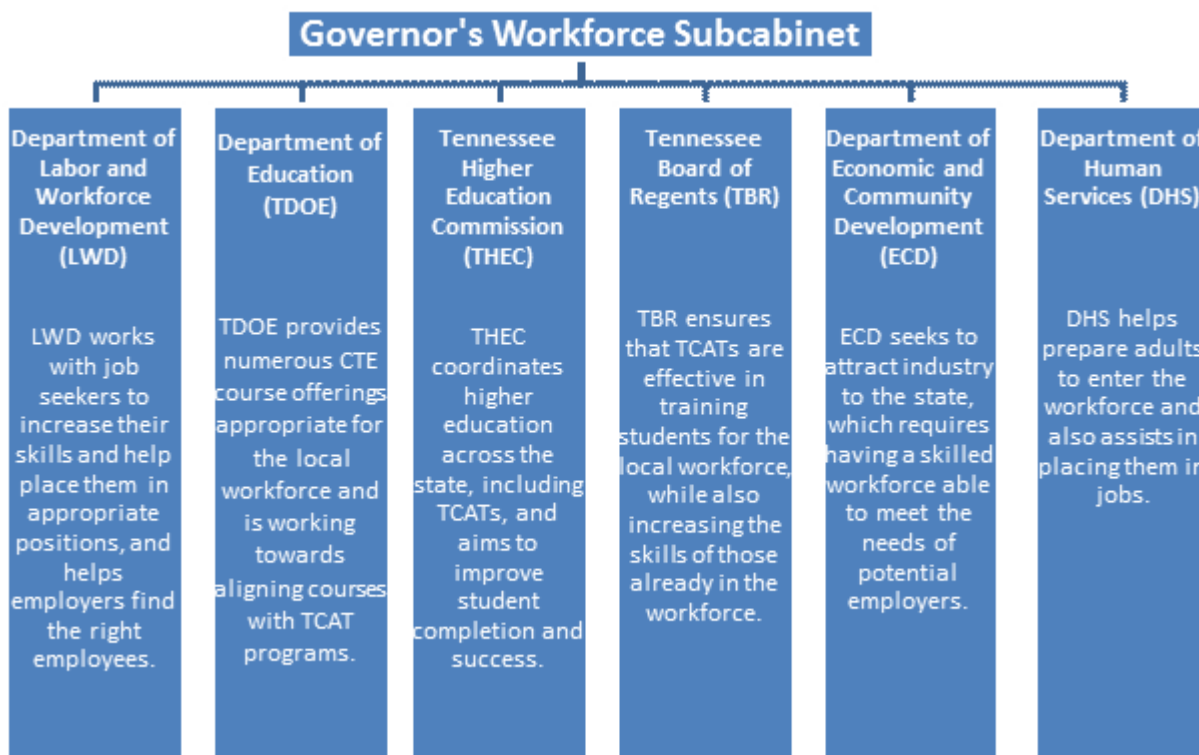 Governor's Workforce Subcabinet
Department of
Labor and
Workforce
Development
(LWD)
LWD works
with job
seekers to
increase their
skills and help
place them in
appropriate
positions, and
helps
employers find
the right
employees.
Department of
Education
(TDOE)
TDOE provides
numerous CTE
course offerings
appropriate for
the local
workforce and
is working
towards
aligning courses
with TCAT
programs.
Tennessee
Higher
Education
Commission
(THEC)
THEC
coordinates
higher
education
across the
state, including
TCATs, and
aims to
improve
student
completion and
success.
Tennessee
Board of
Regents (TBR)
TBR ensures
that TCATs are
effective in
training
students for the
local workforce,
while also
increasing the
skills of those
already in the
workforce.
Department of
Economic and
Community
Development
(ECD)
ECD seeks to
attract industry
to the state,
which requires
having a skilled
workforce able
to meet the
needs of
potential
employers.
Department of
Human
Services (DHS)
DHS helps
prepare adults
to enter the
workforce and
also assists in
placing them in
jobs.